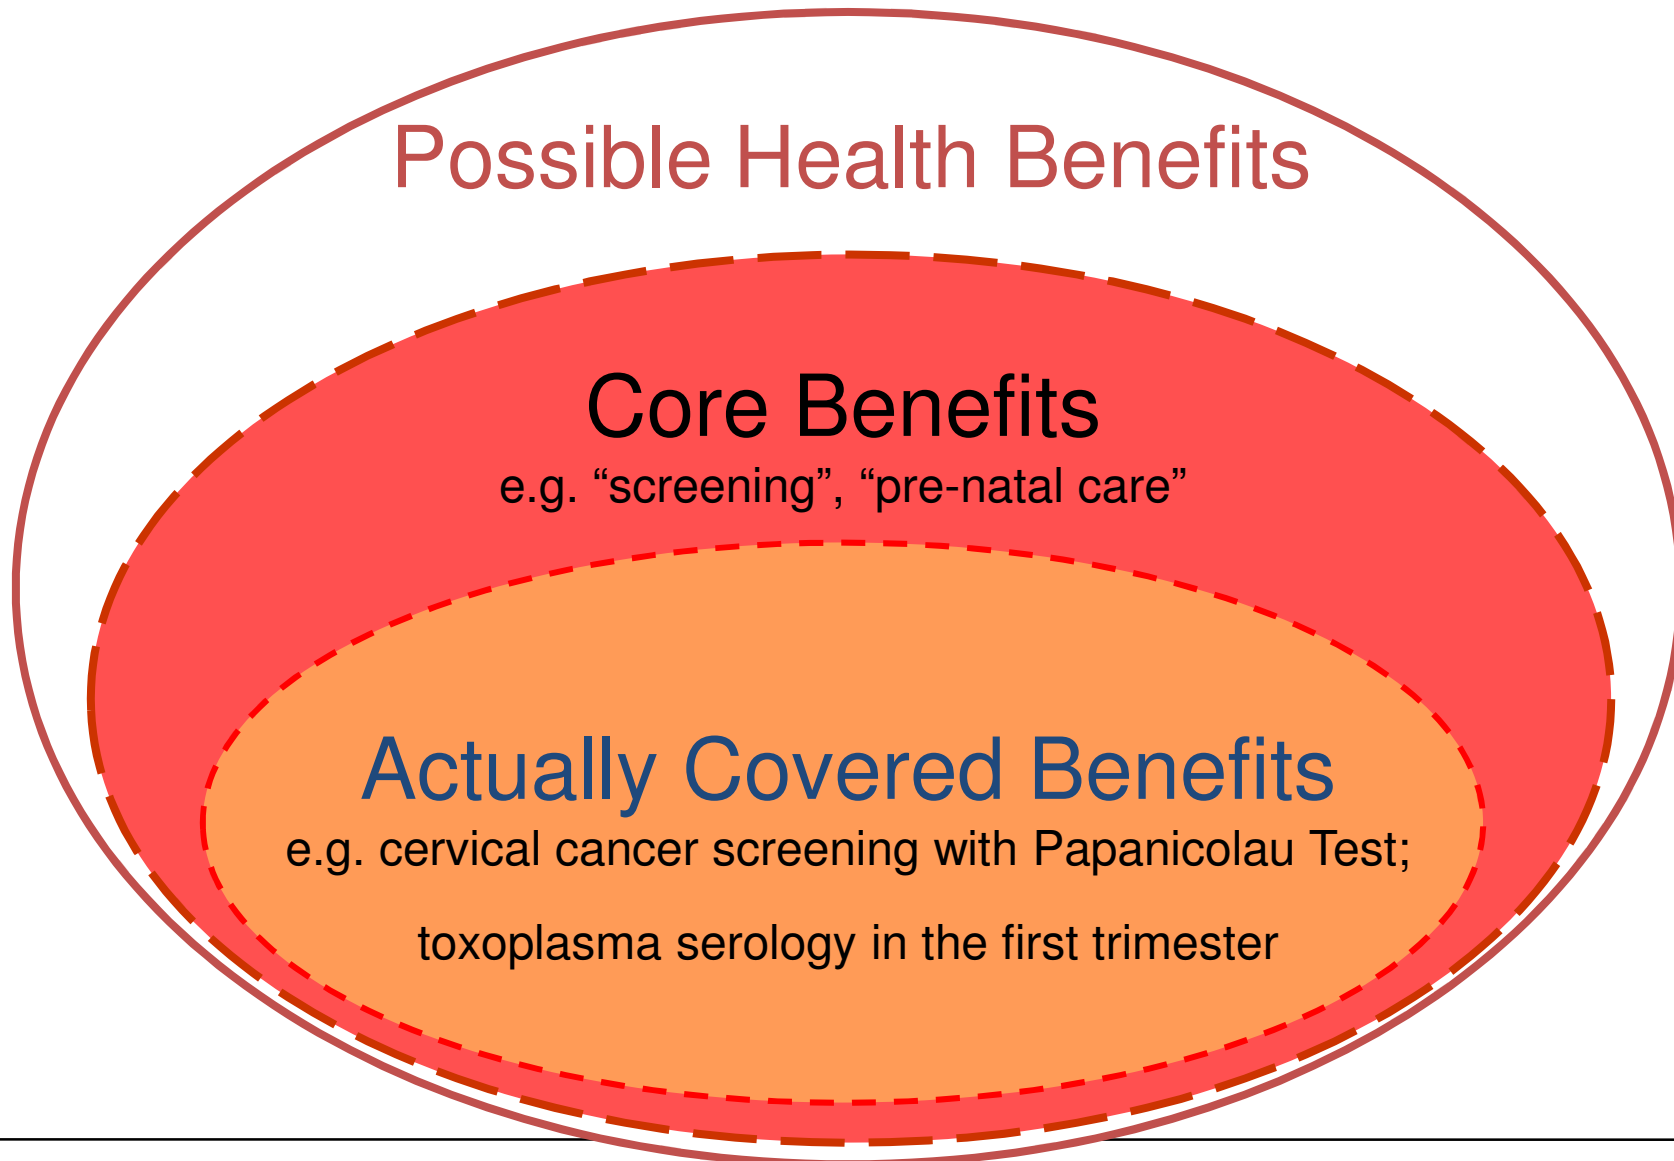 Possible Health Benefits
Core Benefits
e.g. “screening”, “pre-natal care”
Actually Covered Benefits
e.g. cervical cancer screening with Papanicolau Test;
toxoplasma serology in the first trimester